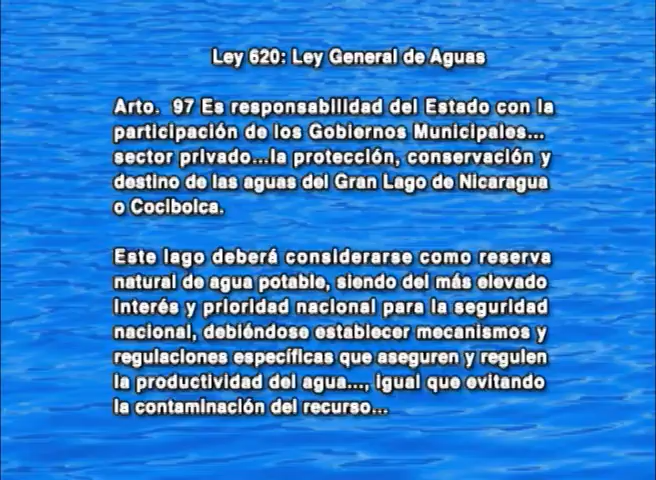 Ley 620: Ley General de Aguas
Arto. 97 Es responsabilidad del Estado con la
participación de los Gobiernos Municipales...
sector privado...la protección, conservación y
destino de las aguas del Gran Lago de Nicaragua
o Cocibolca.
Este lago deberá considerarse como reserva
natural de agua potable, siendo del más elevado
interés y prioridad nacional para la seguridad
nacional, debiéndose establecer mecanismos y
regulaciones específicas que aseguren y regulen
la productividad del agua..., igual que evitando
la contaminación del recurso...